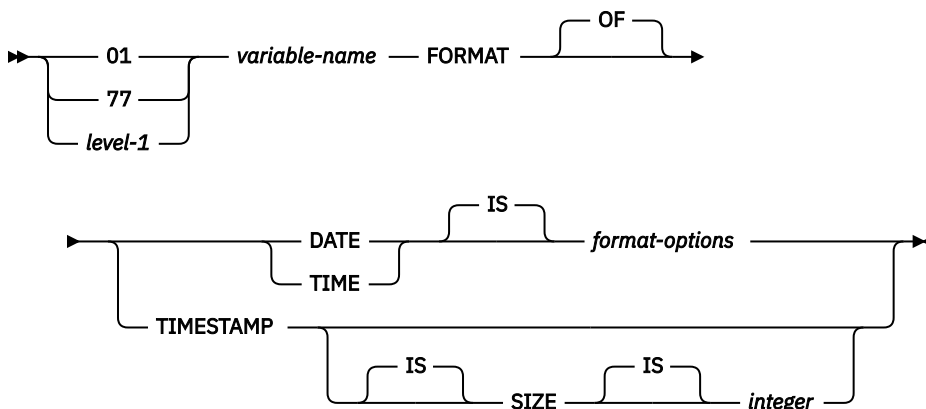 OF
01 variable-name FORMAT
77
level-1
IS
DATE format-options
TIME
TIMESTAMP
IS IS
SIZE integer